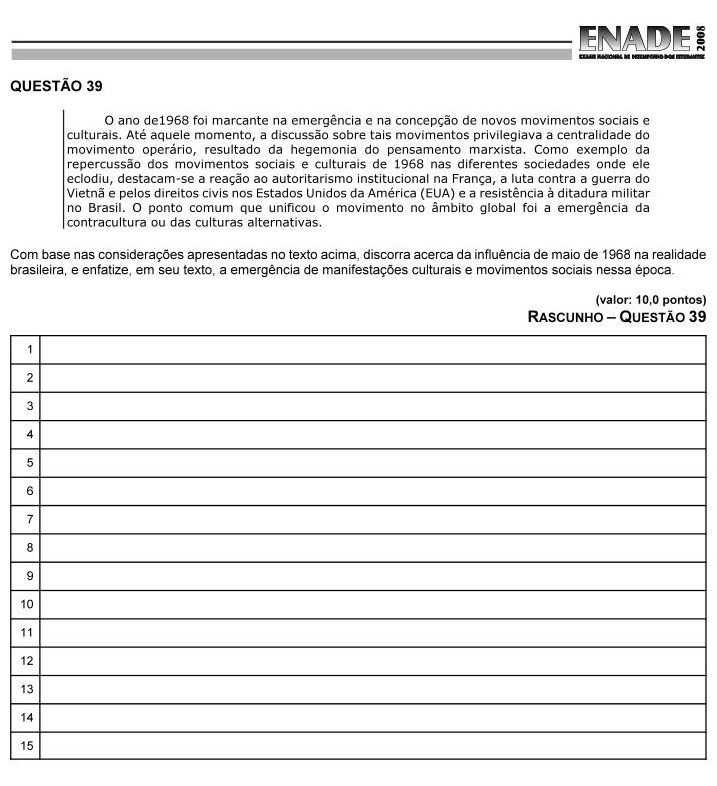 ENADE 2008
EXAME NACIONAL DE DESEMPENHO DOS ESTUDANTES
QUESTÃO 39
O ano de1968 foi marcante na emergência e na concepção de novos movimentos sociais e
culturais. Até aquele momento, a discussão sobre tais movimentos privilegiava a centralidade do
movimento operário, resultado da hegemonia do pensamento marxista. Como exemplo da
repercussão dos movimentos sociais e culturais de 1968 nas diferentes sociedades onde ele
eclodiu, destacam-se a reação ao autoritarismo institucional na França, a luta contra a guerra do
Vietnã e pelos direitos civis nos Estados Unidos da América (EUA) e a resistência à ditadura militar
no Brasil. O ponto comum que unificou o movimento no âmbito global foi a emergência da
contracultura ou das culturas alternativas.
Com base nas considerações apresentadas no texto acima, discorra acerca da influência de maio de 1968 na realidade
brasileira, e enfatize, em seu texto, a emergência de manifestações culturais e movimentos sociais nessa época.
(valor: 10,0 pontos)
RASCUNHO – QUESTÃO 39
1
2
3
4
5
6
7
8
9
10
11
12
13
14
15